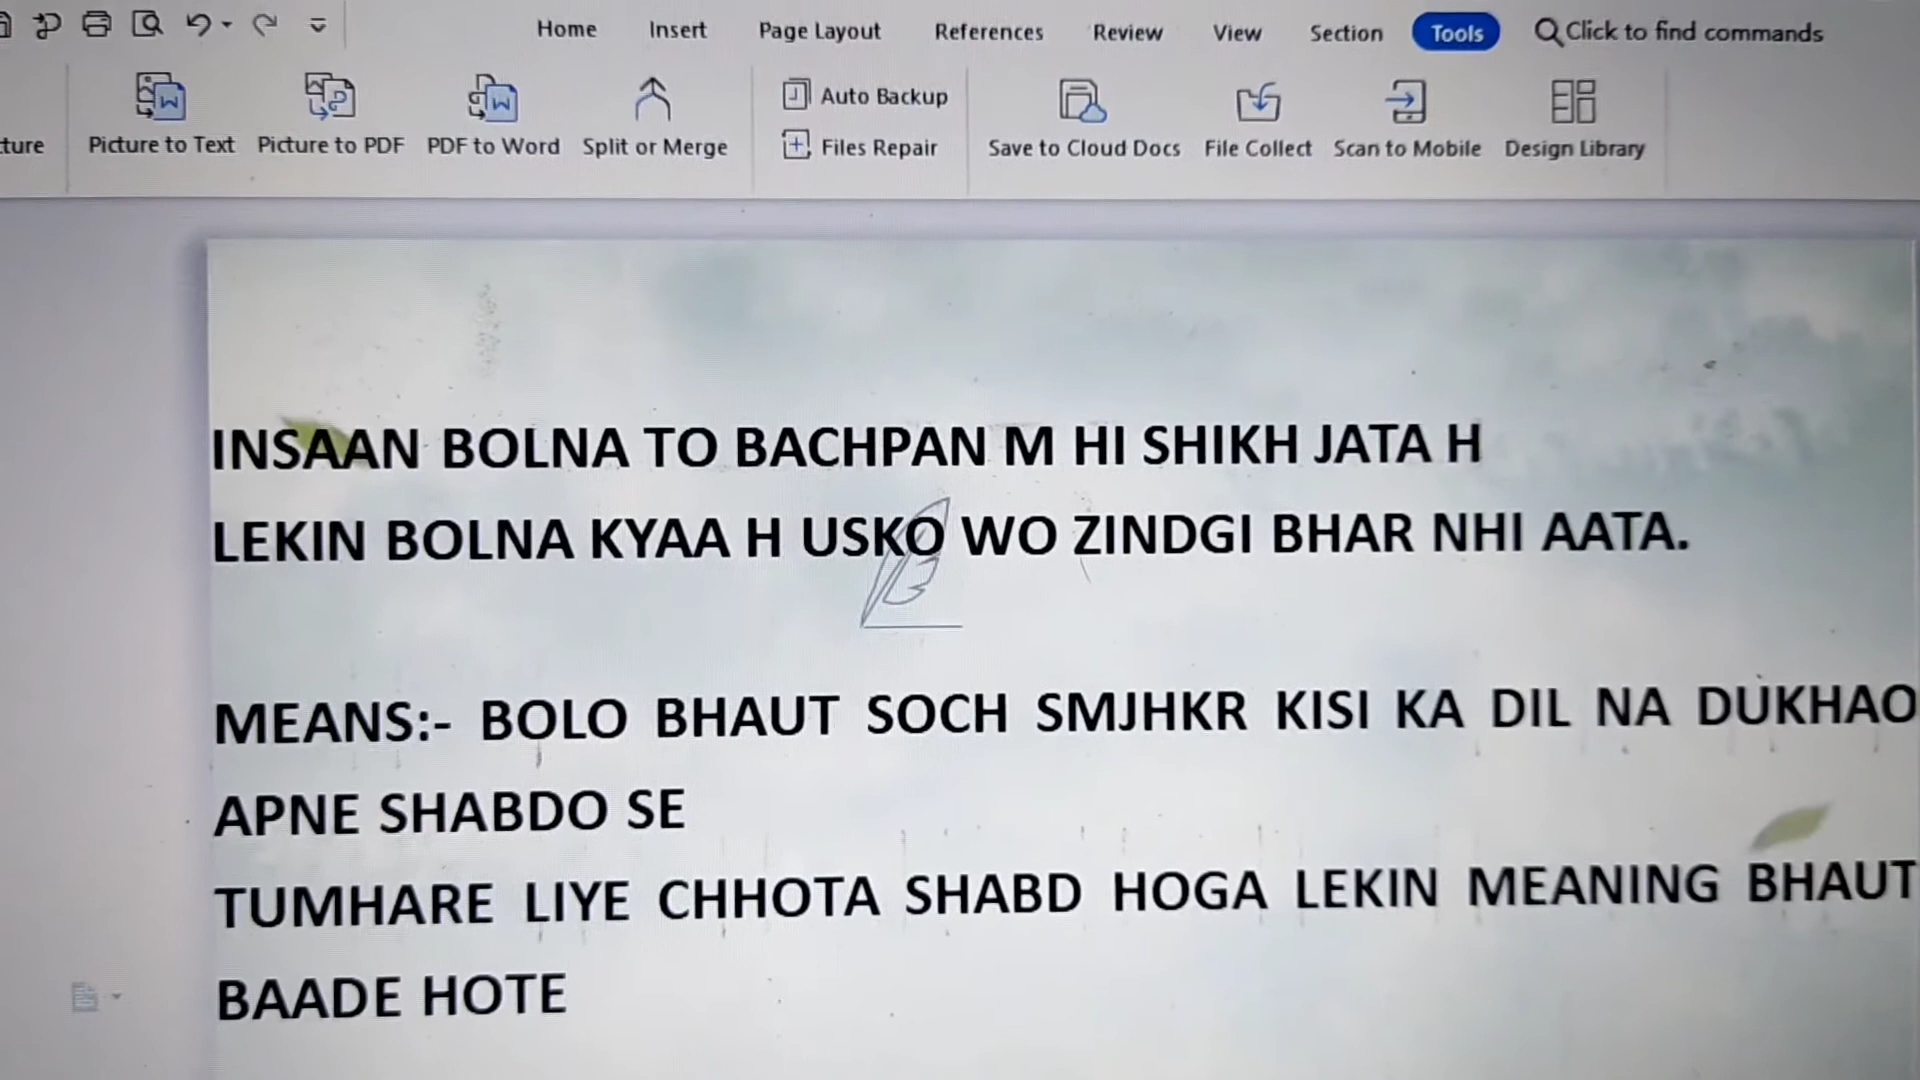 Home Insert Page Layout References Review View Section Tools Click to find commands
ture Picture to Text Picture to PDF PDF to Word Split or Merge Auto Backup Files Repair Save to Cloud Docs File Collect Scan to Mobile Design Library
INSAAN BOLNA TO BACHPAN M HI SHIKH JATA H
LEKIN BOLNA KYAA H USKO WO ZINDGI BHAR NHI AATA.
MEANS:- BOLO BHAUT SOCH SMJHKR KISI KA DIL NA DUKHAO
APNE SHABDO SE
TUMHARE LIYE CHHOTA SHABD HOGA LEKIN MEANING BHAUT
BAADE HOTE